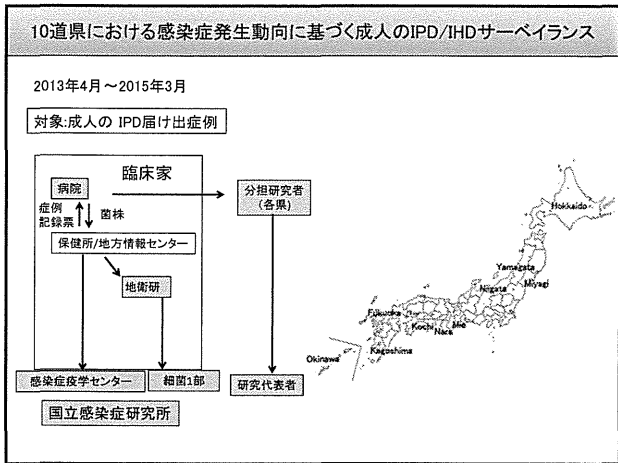 10道県における感染症発生動向に基づく成人のIPD/IHDサーベイランス
2013年4月～2015年3月
対象:成人の IPD届け出症例
臨床家
病院
症例
記録票
菌株
保健所/地方情報センター
地衛研
感染症疫学センター
細菌1部
国立感染症研究所
分担研究者
(各県)
研究代表者
Hokkaido
Yamagata
Miyagi
Niigata
Fukuoka
Kochi
Nara
Mie
Kagoshima
Okinawa